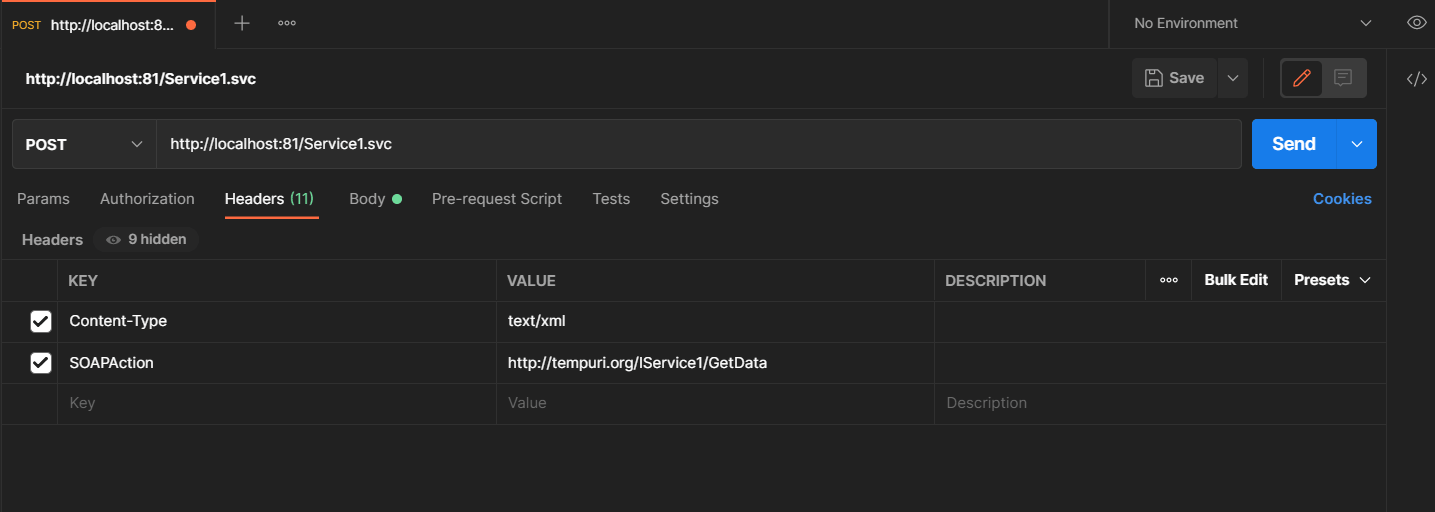 POST http://localhost:8...
No Environment
http://localhost:81/Service1.svc
Save
POST http://localhost:81/Service1.svc Send
Params Authorization Headers (11) Body Pre-request Script Tests Settings Cookies
Headers 9 hidden
KEY VALUE DESCRIPTION Bulk Edit Presets
Content-Type text/xml
SOAPAction http://tempuri.org/IService1/GetData
Key Value Description